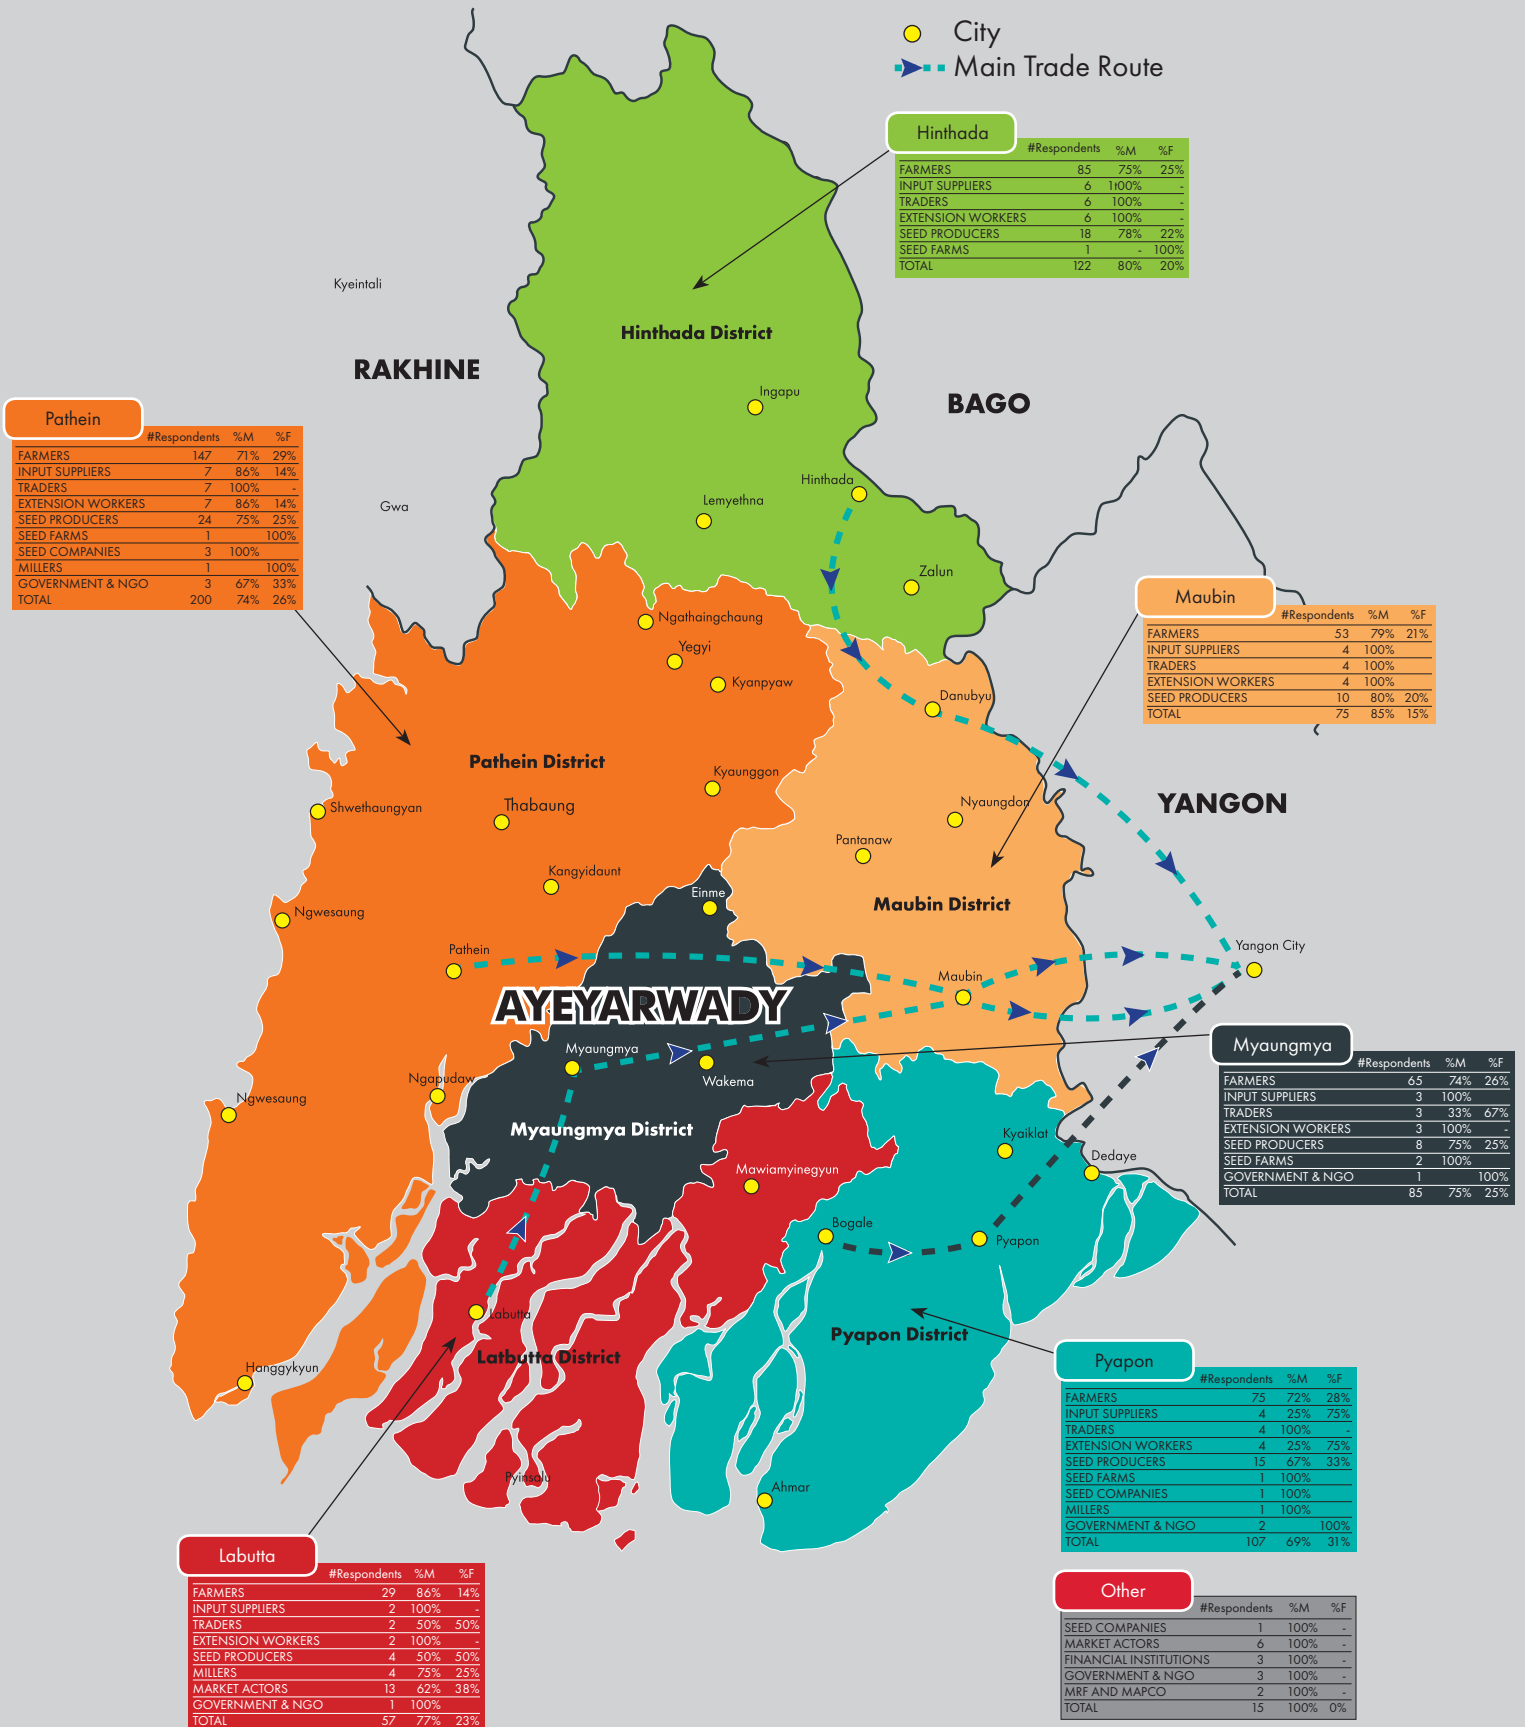 City
Main Trade Route
Hinthada
#Respondents %M %F
FARMERS 85 75% 25%
INPUT SUPPLIERS 6 1t00% -
TRADERS 6 100% -
EXTENSION WORKERS 6 100% -
SEED PRODUCERS 18 78% 22%
SEED FARMS 1 - 100%
TOTAL 122 80% 20%
Kyeintali
Hinthada District
RAKHINE
Ingapu
BAGO
Pathein
#Respondents %M %F
FARMERS 147 71% 29%
INPUT SUPPLIERS 7 86% 14%
TRADERS 7 100% -
EXTENSION WORKERS 7 86% 14%
SEED PRODUCERS 24 75% 25%
SEED FARMS 1 100%
SEED COMPANIES 3 100%
MILLERS 1 100%
GOVERNMENT & NGO 3 67% 33%
TOTAL 200 74% 26%
Hinthada
Lemyethna
Gwa
Zalun
Maubin
#Respondents %M %F
FARMERS 53 79% 21%
INPUT SUPPLIERS 4 100%
TRADERS 4 100%
EXTENSION WORKERS 4 100%
SEED PRODUCERS 10 80% 20%
TOTAL 75 85% 15%
Ngathaingchaung
Yegyi
Kyanpyaw
Danubyu
Pathein District
Kyaunggon
Shwethaungyan
Thabaung
Nyaungdon
YANGON
Pantanaw
Kangyidaunt
Einme
Maubin District
Ngwesaung
Pathein
Yangon City
Maubin
AYEYARWADY
Myaungmya
Wakema
Ngapudaw
Ngwesaung
Myaungmya District
Myaungmya
#Respondents %M %F
FARMERS 65 74% 26%
INPUT SUPPLIERS 3 100%
TRADERS 3 33% 67%
EXTENSION WORKERS 3 100% -
SEED PRODUCERS 8 75% 25%
SEED FARMS 2 100%
GOVERNMENT & NGO 1 100%
TOTAL 85 75% 25%
Kyaiklat
Dedaye
Mawiamyinegyun
Bogale
Pyapon
Labutta
Pyapon District
Latbutta District
Hanggykyun
Pyapon
#Respondents %M %F
FARMERS 75 72% 28%
INPUT SUPPLIERS 4 25% 75%
TRADERS 4 100% -
EXTENSION WORKERS 4 25% 75%
SEED PRODUCERS 15 67% 33%
SEED FARMS 1 100%
SEED COMPANIES 1 100%
MILLERS 1 100%
GOVERNMENT & NGO 2 100%
TOTAL 107 69% 31%
Pyinsalu
Ahmar
Labutta
#Respondents %M %F
FARMERS 29 86% 14%
INPUT SUPPLIERS 2 100% -
TRADERS 2 50% 50%
EXTENSION WORKERS 2 100% -
SEED PRODUCERS 4 50% 50%
MILLERS 4 75% 25%
MARKET ACTORS 13 62% 38%
GOVERNMENT & NGO 1 100%
TOTAL 57 77% 23%
Other
#Respondents %M %F
SEED COMPANIES 1 100% -
MARKET ACTORS 6 100% -
FINANCIAL INSTITUTIONS 3 100% -
GOVERNMENT & NGO 3 100% -
MRF AND MAPCO 2 100% -
TOTAL 15 100% 0%